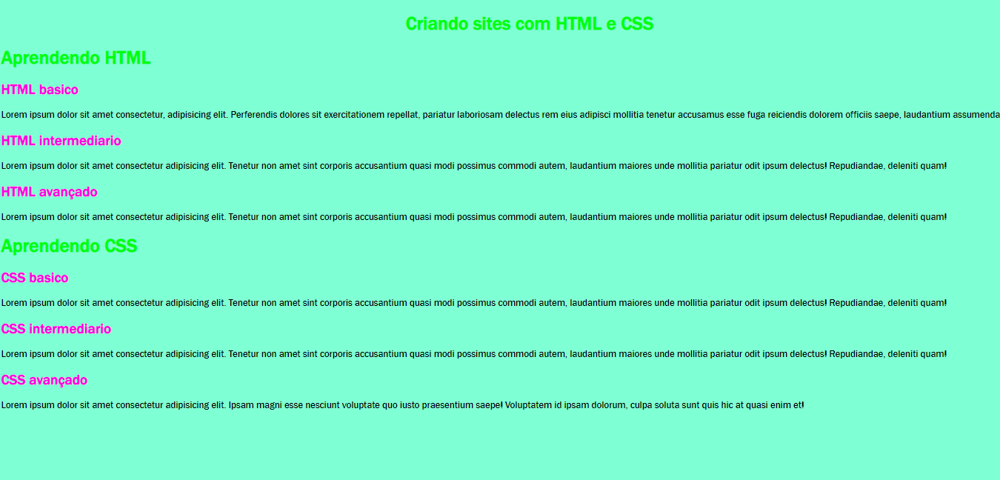 Criando sites com HTML e CSS
Aprendendo HTML
HTML basico
Lorem ipsum dolor sit amet consectetur, adipisicing elit. Perferendis dolores sit exercitationem repellat, pariatur laboriosam delectus rem eius adipisci mollitia tenetur accusamus esse fuga reiciendis dolorem officiis saepe, laudantium assumenda
HTML intermediario
Lorem ipsum dolor sit amet consectetur adipisicing elit. Tenetur non amet sint corporis accusantium quasi modi possimus commodi autem, laudantium maiores unde mollitia pariatur odit ipsum delectus! Repudiandae, deleniti quam!
HTML avançado
Lorem ipsum dolor sit amet consectetur adipisicing elit. Tenetur non amet sint corporis accusantium quasi modi possimus commodi autem, laudantium maiores unde mollitia pariatur odit ipsum delectus! Repudiandae, deleniti quam!
Aprendendo CSS
CSS basico
Lorem ipsum dolor sit amet consectetur adipisicing elit. Tenetur non amet sint corporis accusantium quasi modi possimus commodi autem, laudantium maiores unde mollitia pariatur odit ipsum delectus! Repudiandae, deleniti quam!
CSS intermediario
Lorem ipsum dolor sit amet consectetur adipisicing elit. Tenetur non amet sint corporis accusantium quasi modi possimus commodi autem, laudantium maiores unde mollitia pariatur odit ipsum delectus! Repudiandae, deleniti quam!
CSS avançado
Lorem ipsum dolor sit amet consectetur adipisicing elit. Ipsam magni esse nesciunt voluptate quo iusto praesentium saepe! Voluptatem id ipsam dolorum, culpa soluta sunt quis hic at quasi enim et!